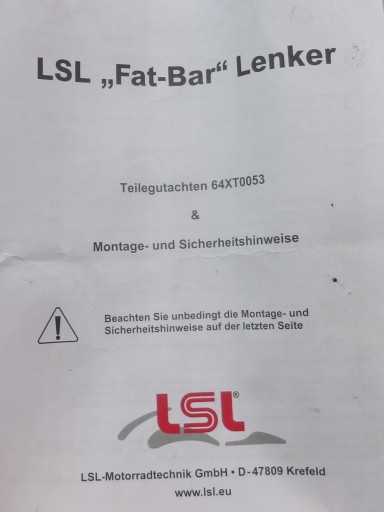 LSL „Fat-Bar“ Lenker
Teilegutachten 64XT0053
&
Montage- und Sicherheitshinweise
Beachten Sie unbedingt die Montage- und
Sicherheitshinweise auf der letzten Seite
LSL®
LSL-Motorradtechnik GmbH • D-47809 Krefeld
www.lsl.eu